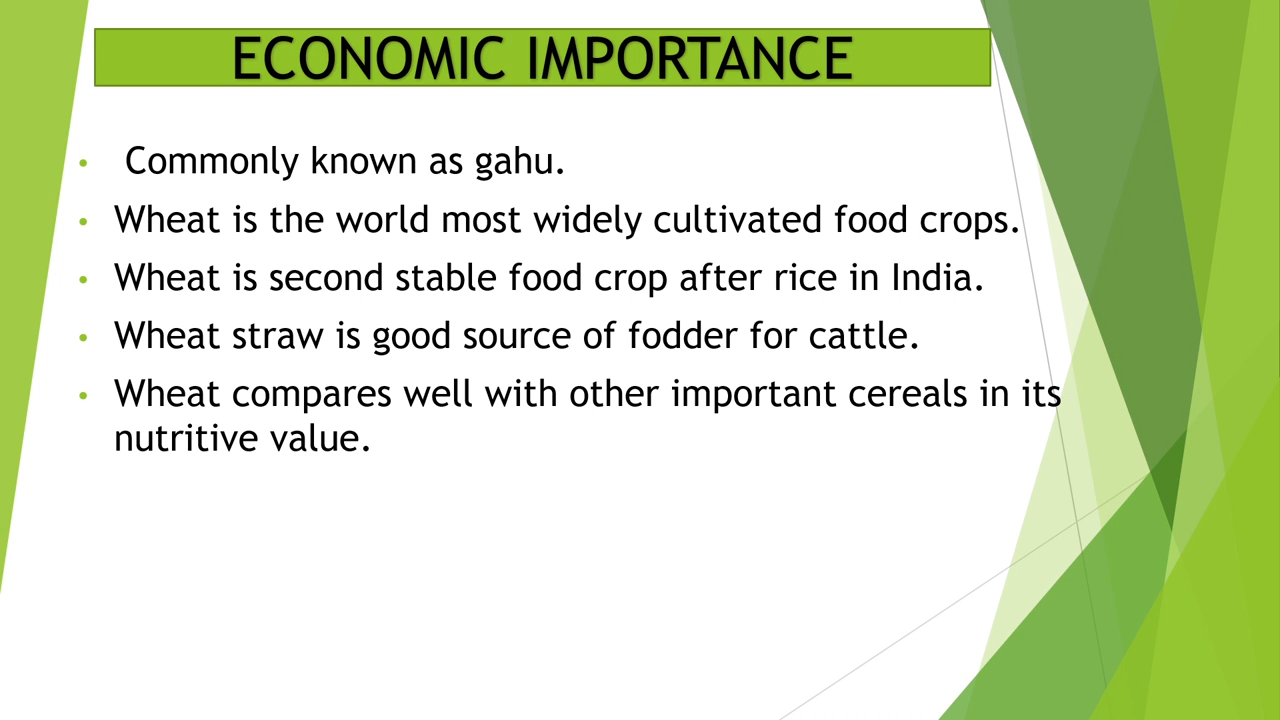 ECONOMIC IMPORTANCE
• Commonly known as gahu.
• Wheat is the world most widely cultivated food crops.
• Wheat is second stable food crop after rice in India.
• Wheat straw is good source of fodder for cattle.
• Wheat compares well with other important cereals in its
nutritive value.